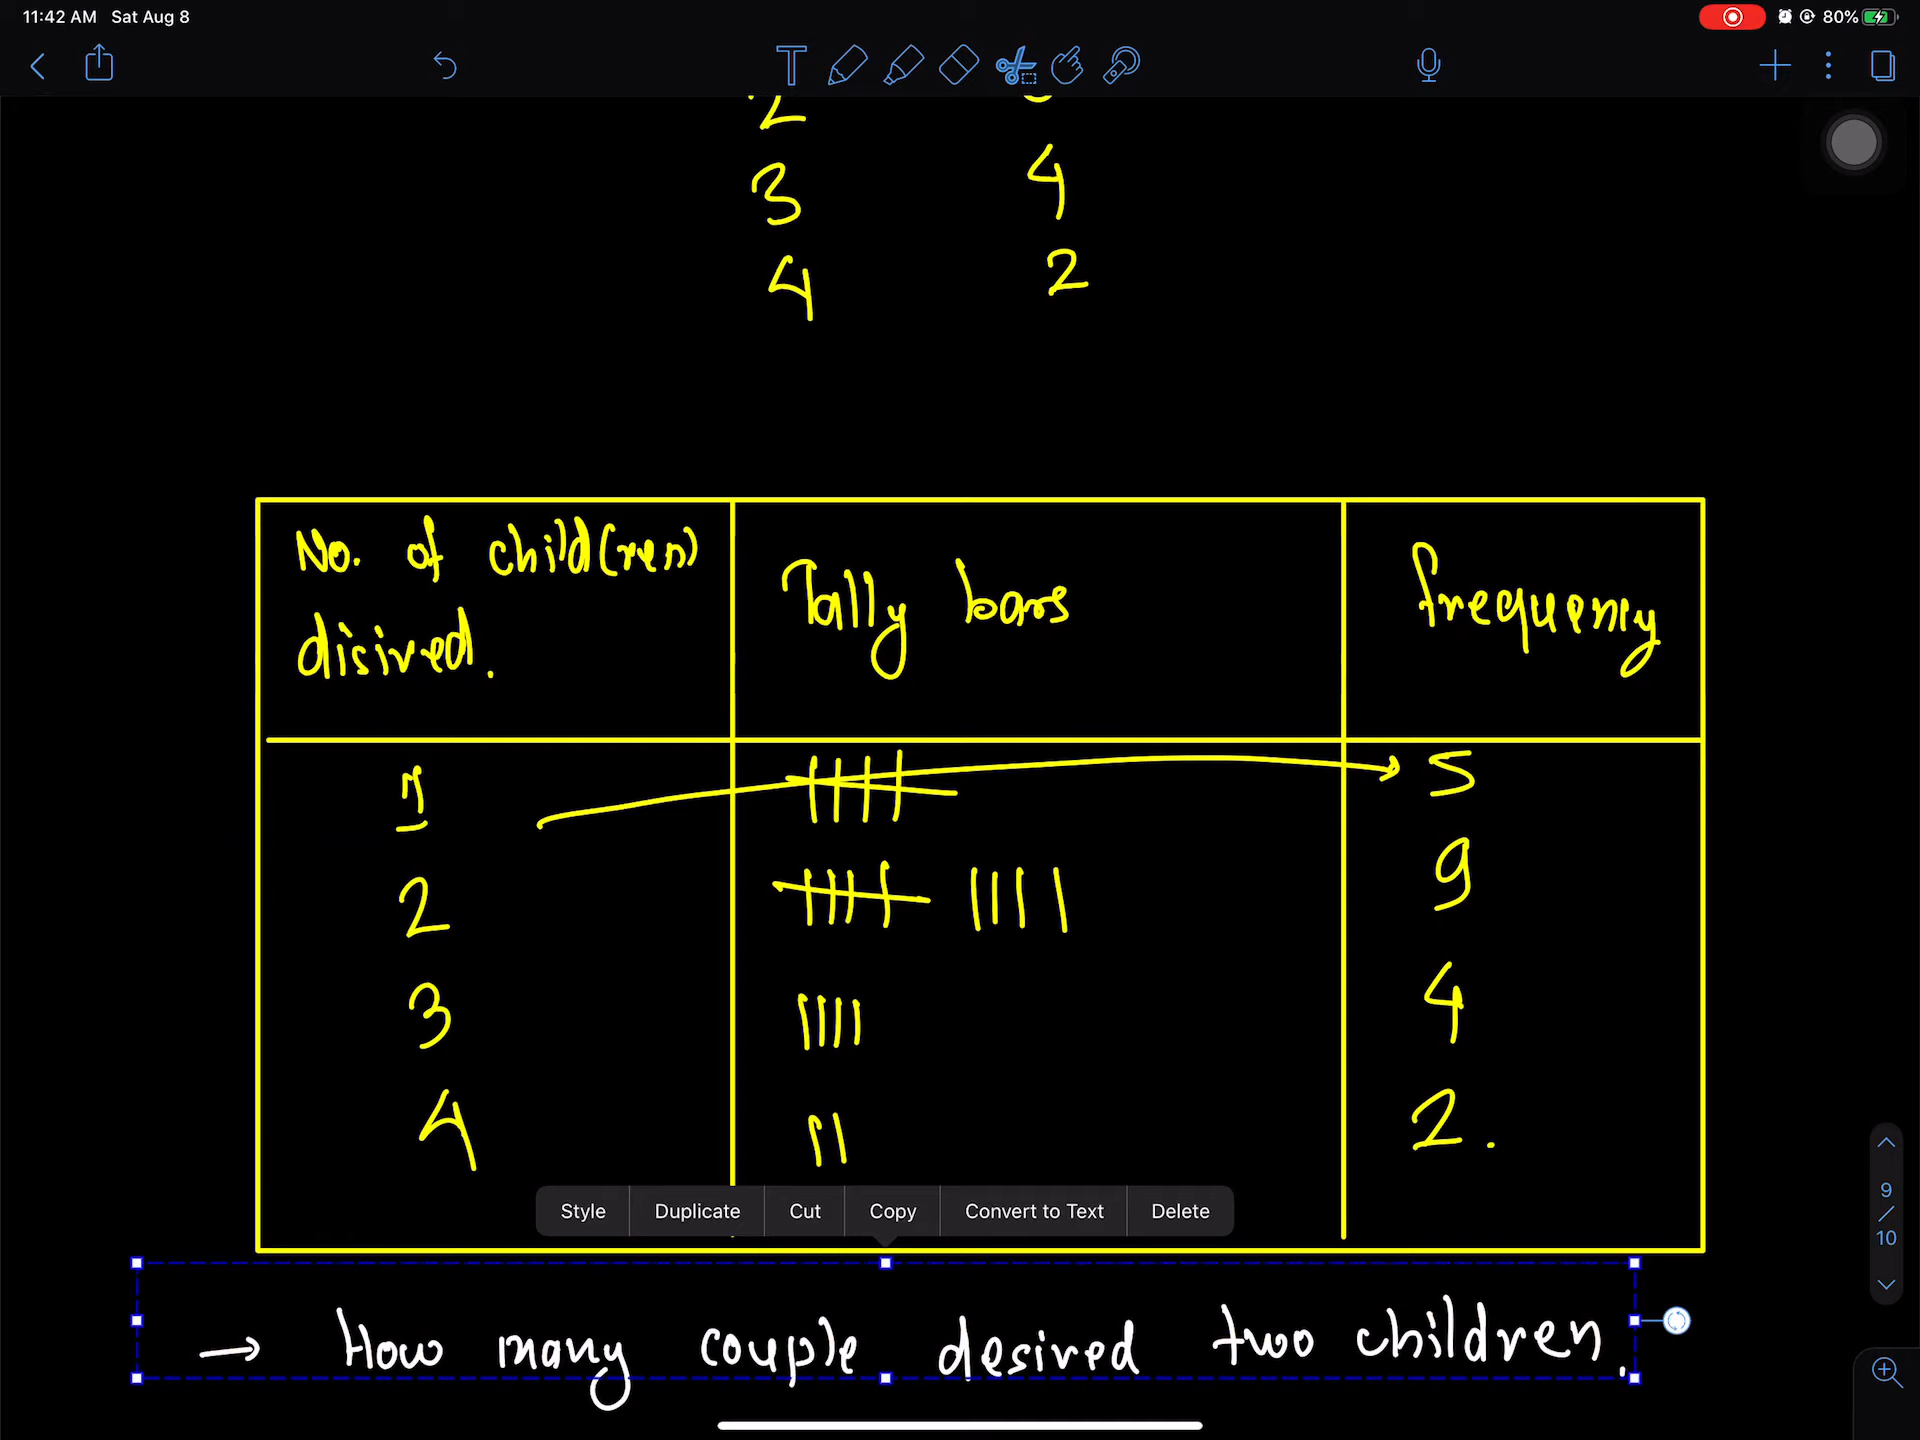 11:42 AM Sat Aug 8
80%
2
3 4
4 2
No. of child(ren) disired.
Tally bars
frequency
1 5
2 9
3 4
4 2.
Style Duplicate Cut Copy Convert to Text Delete
→ How many couple desired two children.
9
/
10